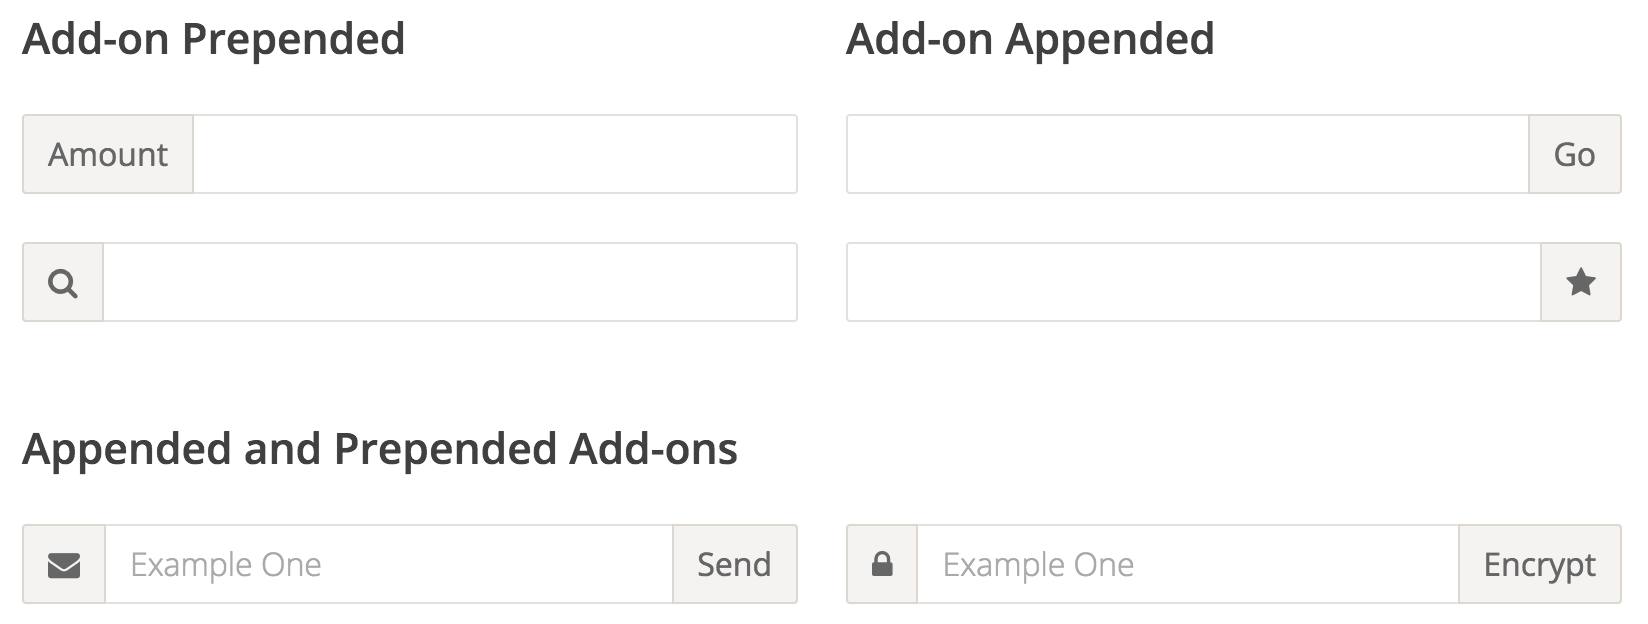 Add-on Prepended
Add-on Appended
Amount
Go
Appended and Prepended Add-ons
Example One
Send
Example One
Encrypt